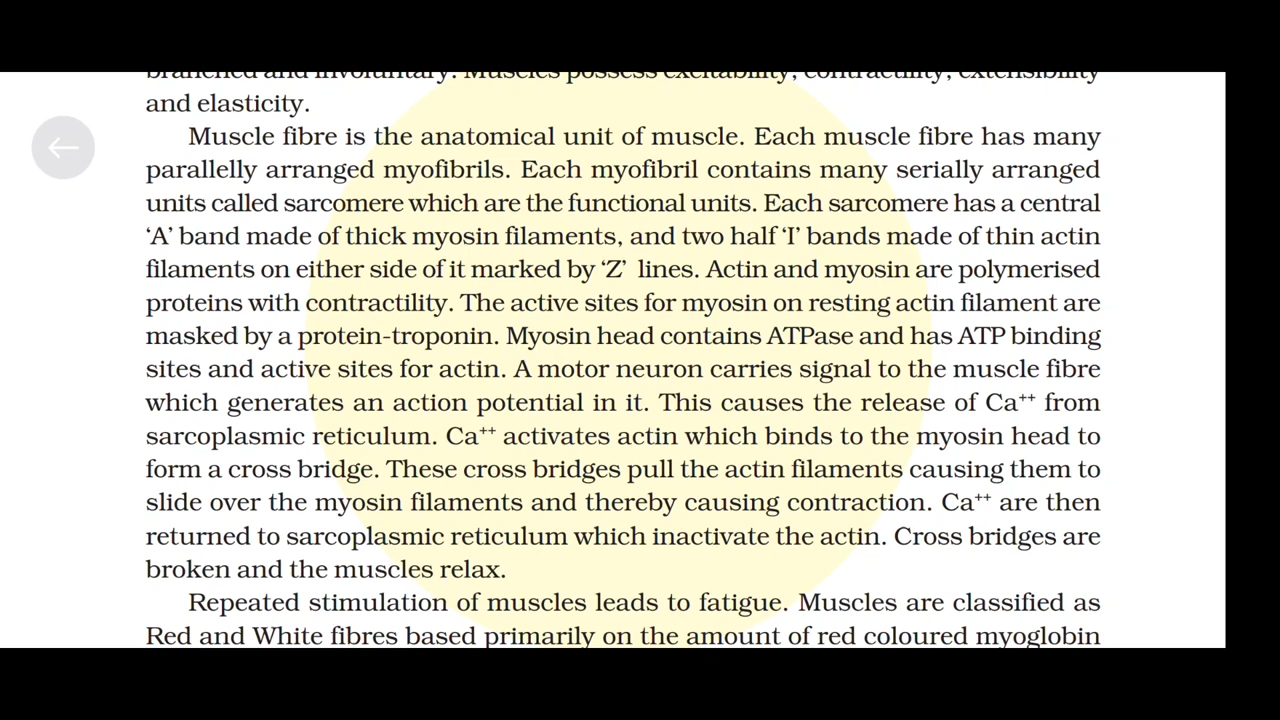 branched and involuntary. Muscles possess excitability, contractility, extensibility
and elasticity.
Muscle fibre is the anatomical unit of muscle. Each muscle fibre has many
parallelly arranged myofibrils. Each myofibril contains many serially arranged
units called sarcomere which are the functional units. Each sarcomere has a central
‘A’ band made of thick myosin filaments, and two half ‘I’ bands made of thin actin
filaments on either side of it marked by ‘Z’ lines. Actin and myosin are polymerised
proteins with contractility. The active sites for myosin on resting actin filament are
masked by a protein-troponin. Myosin head contains ATPase and has ATP binding
sites and active sites for actin. A motor neuron carries signal to the muscle fibre
which generates an action potential in it. This causes the release of Ca⁺⁺ from
sarcoplasmic reticulum. Ca⁺⁺ activates actin which binds to the myosin head to
form a cross bridge. These cross bridges pull the actin filaments causing them to
slide over the myosin filaments and thereby causing contraction. Ca⁺⁺ are then
returned to sarcoplasmic reticulum which inactivate the actin. Cross bridges are
broken and the muscles relax.
Repeated stimulation of muscles leads to fatigue. Muscles are classified as
Red and White fibres based primarily on the amount of red coloured myoglobin